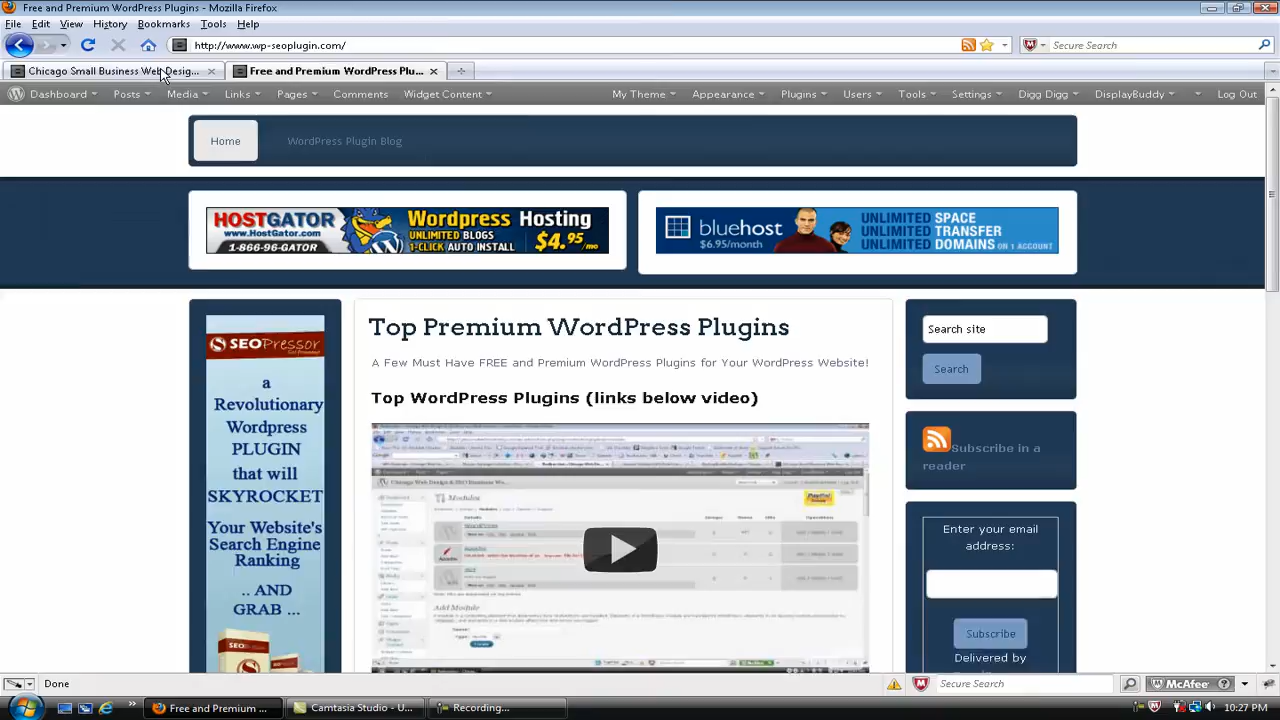 Free and Premium WordPress Plugins - Mozilla Firefox
File Edit View History Bookmarks Tools Help
http://www.wp-seoplugin.com/
Secure Search
Chicago Small Business Web Desig...
Free and Premium WordPress Plu...
Dashboard Posts Media Links Pages Comments Widget Content My Theme Appearance Plugins Users Tools Settings Digg Digg DisplayBuddy Log Out
Home WordPress Plugin Blog
HOSTGATOR
www.HostGator.com
1-866-96-GATOR
Wordpress Hosting
UNLIMITED BLOGS
1-CLICK AUTO INSTALL
$4.95/mo
bluehost
$6.95/month
UNLIMITED SPACE
UNLIMITED TRANSFER
UNLIMITED DOMAINS ON 1 ACCOUNT
SEOPressor
a
Revolutionary
Wordpress
PLUGIN
that will
SKYROCKET
Your Website's
Search Engine
Ranking
.. AND
GRAB ...
Top Premium WordPress Plugins
A Few Must Have FREE and Premium WordPress Plugins for Your WordPress Website!
Top WordPress Plugins (links below video)
Modules
Add Module
Search site
Search
Subscribe in a
reader
Enter your email
address:
Subscribe
Delivered by
Done
Secure Search
McAfee
Free and Premium ...
Camtasia Studio - U...
Recording...
10:27 PM